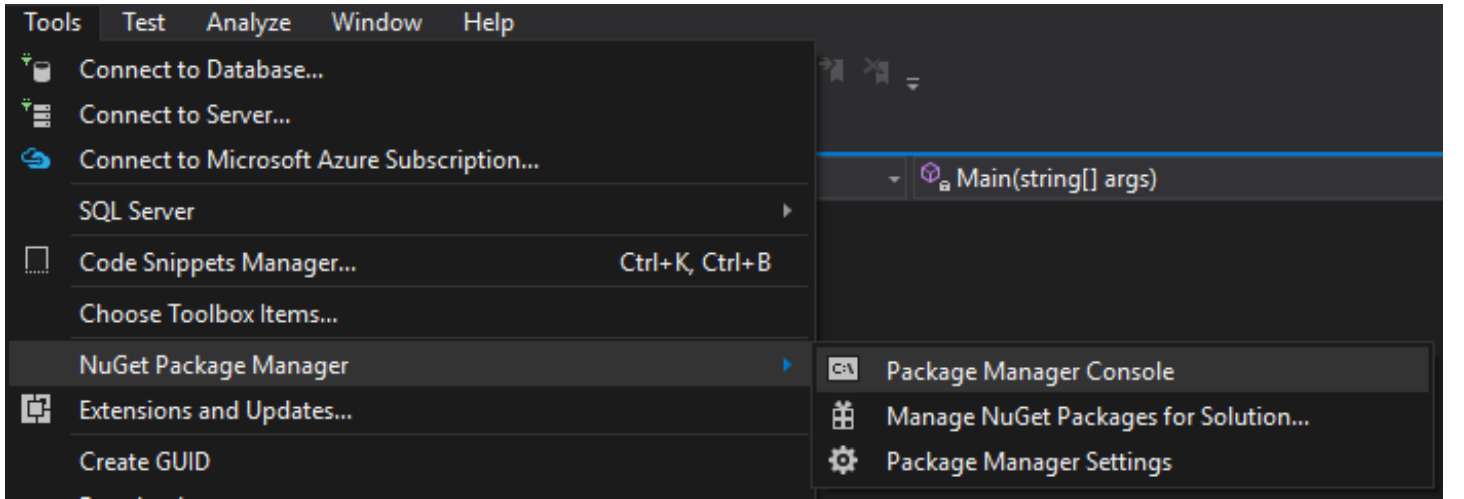 Tools Test Analyze Window Help
Connect to Database...
Connect to Server...
Connect to Microsoft Azure Subscription...
Main(string[] args)
SQL Server
Code Snippets Manager... Ctrl+K, Ctrl+B
Choose Toolbox Items...
NuGet Package Manager
C:\ Package Manager Console
Extensions and Updates...
Manage NuGet Packages for Solution...
Create GUID
Package Manager Settings